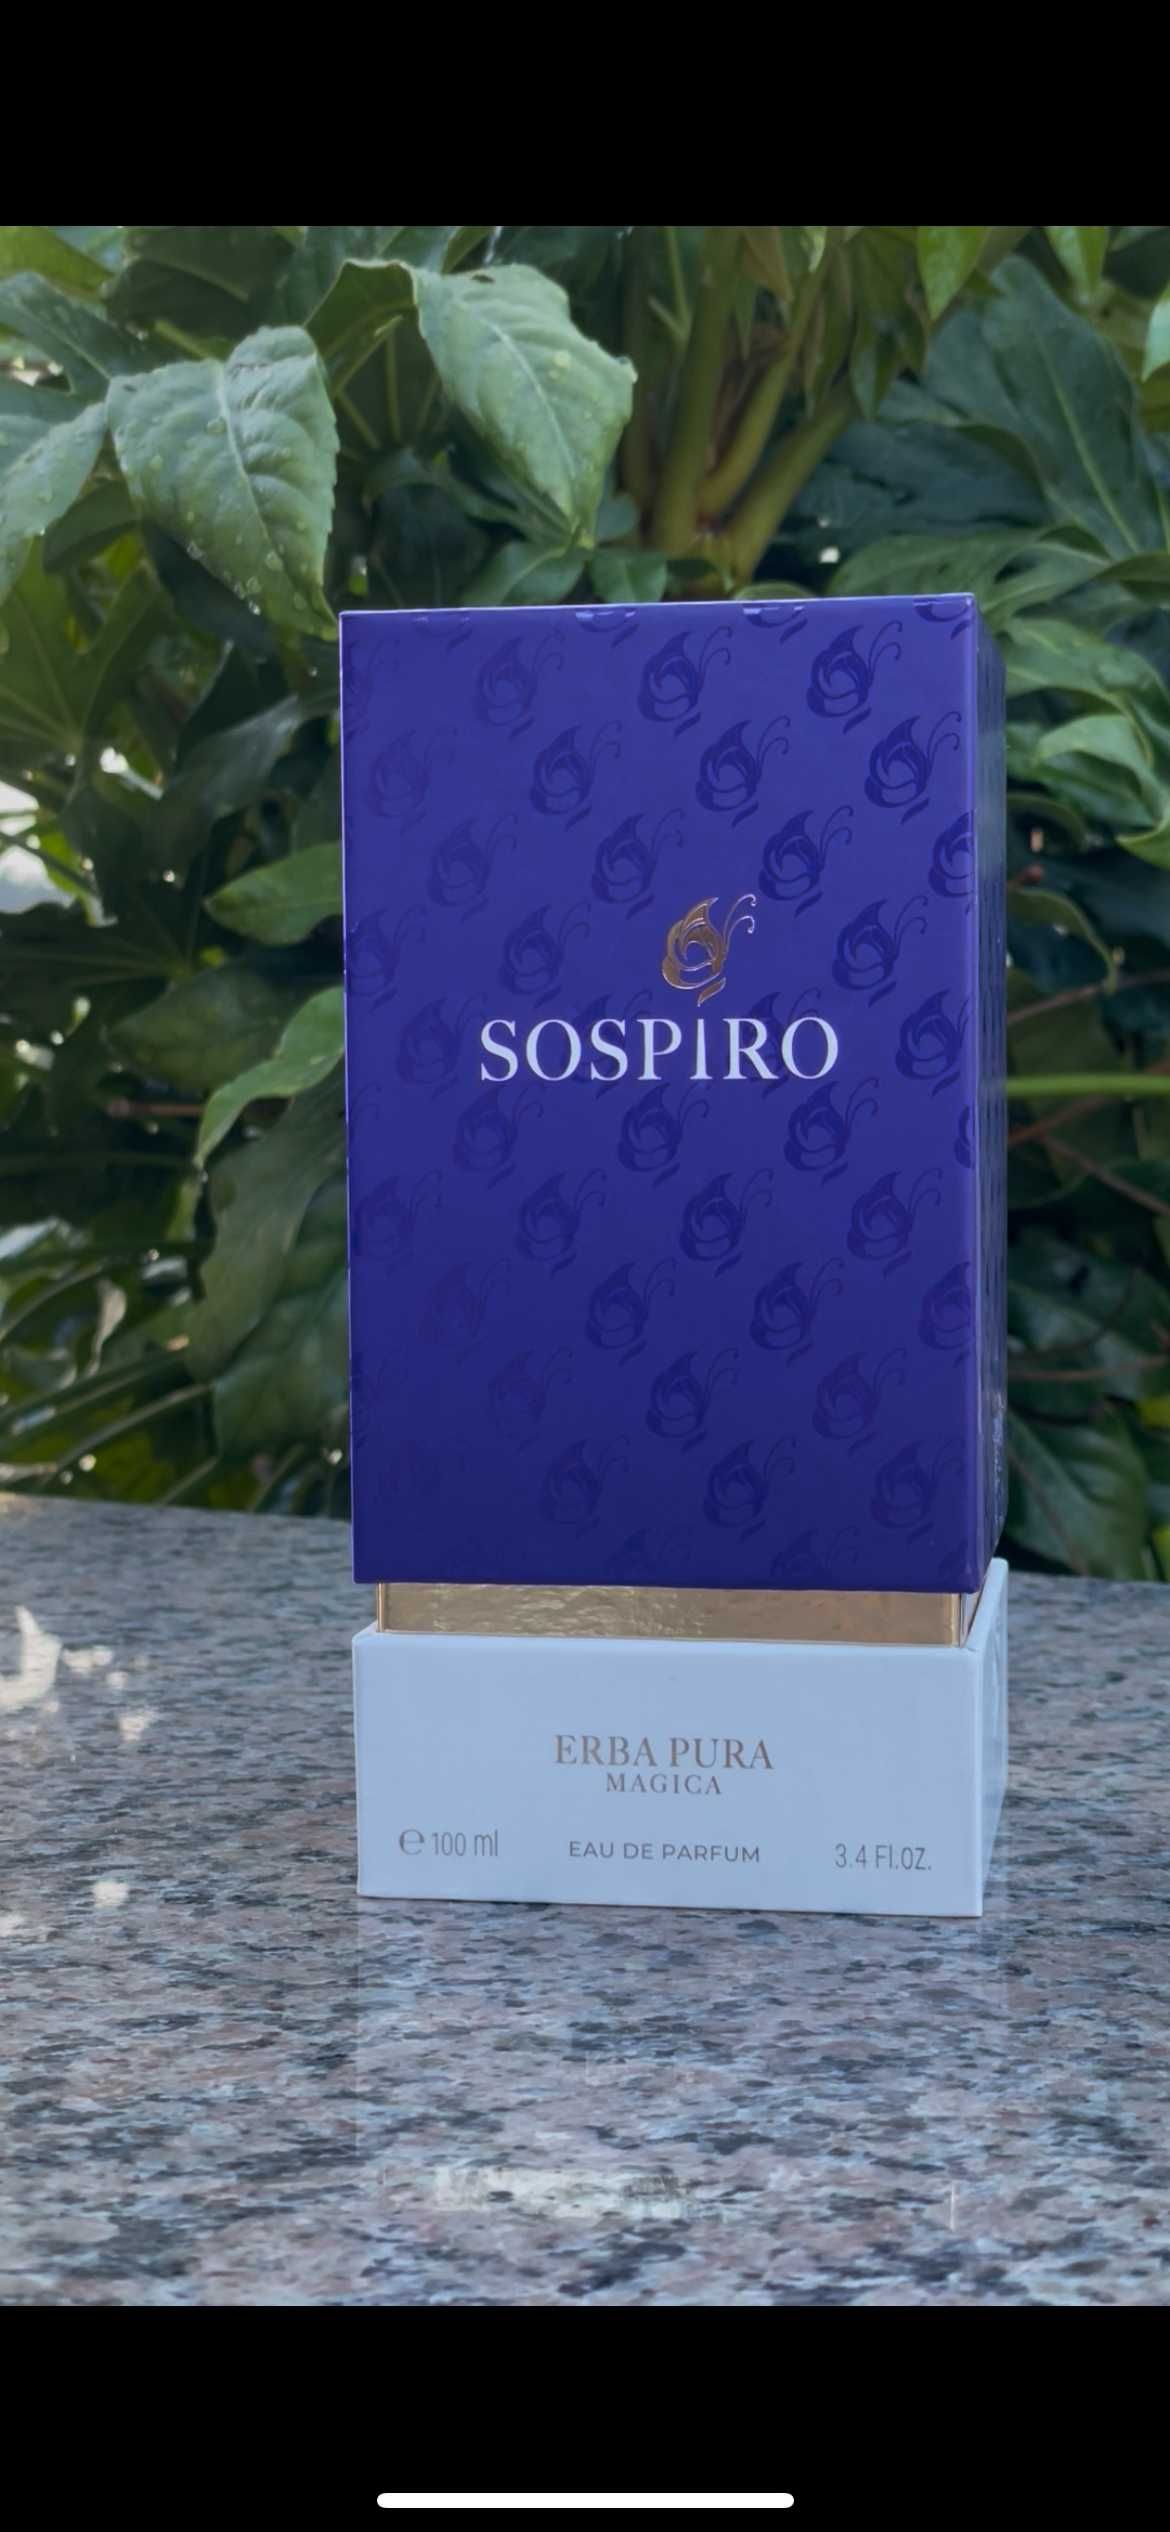 SOSPIRO
ERBA PURA
MAGICA
℮ 100 ml EAU DE PARFUM 3.4 Fl.OZ.